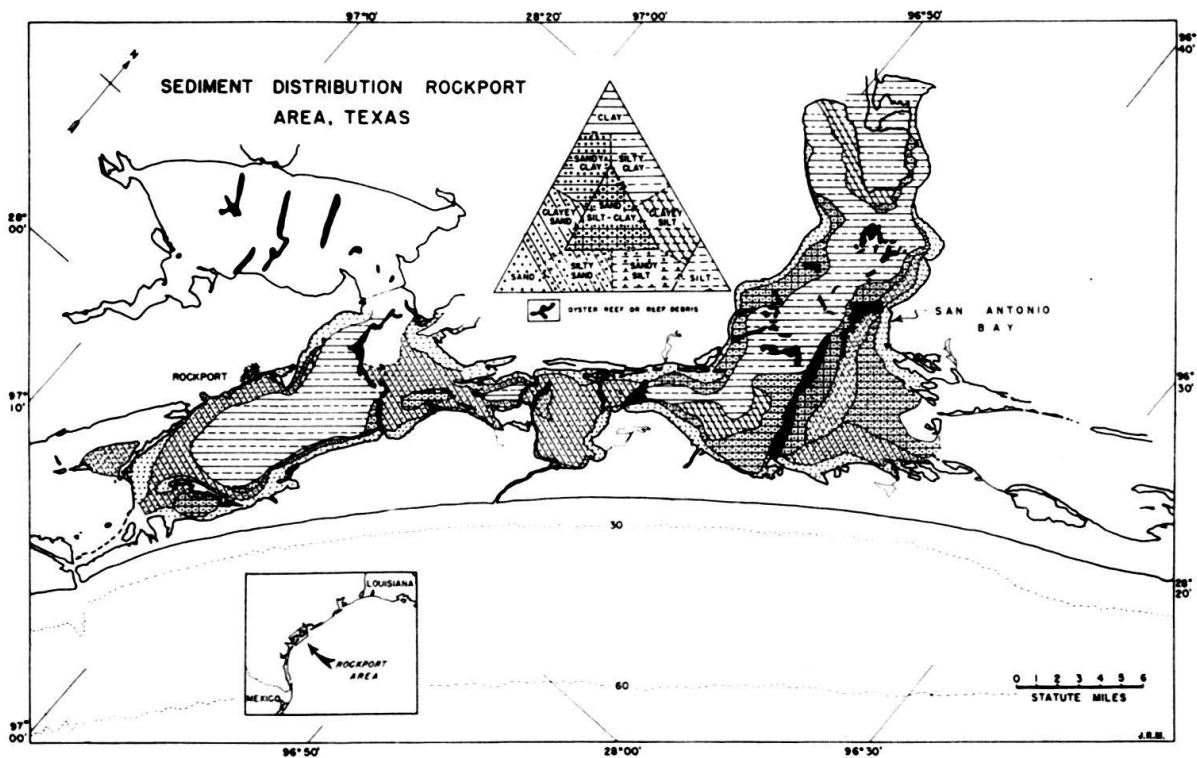 97°10'
28°20'
97°00'
96°50'
96°
40'
N
SEDIMENT DISTRIBUTION ROCKPORT
AREA, TEXAS
CLAY
SANDY
CLAY
SILTY
CLAY
28°
00'
CLAYEY
SAND
SAND
SILT-CLAY
CLAYEY
SILT
SAND
SILTY
SAND
SANDY
SILT
SILT
OYSTER REEF OR REEF DEBRIS
SAN ANTONIO
BAY
ROCKPORT
97°
10'
96°
30'
30
28°
20'
LOUISIANA
ROCKPORT
AREA
MEXICO
60
0 1 2 3 4 5 6
STATUTE MILES
97°
00'
J.R.M.
96°50'
28°00'
96°30'